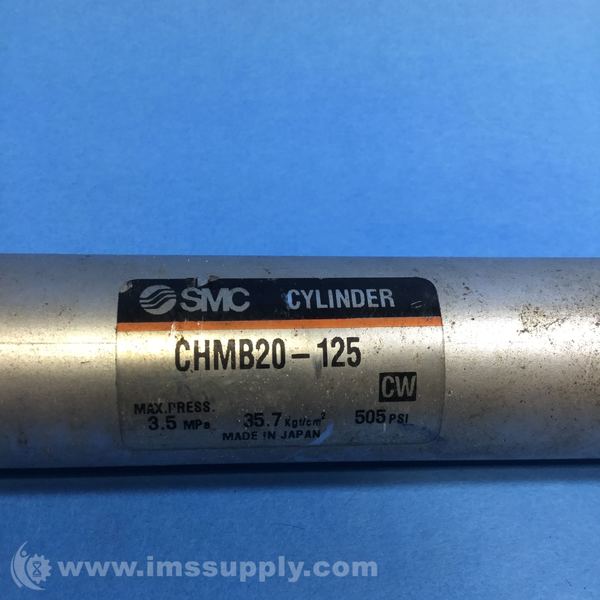 SMC CYLINDER
CHMB20-125
CW
MAX.PRESS.
3.5 MPa 35.7 Kgf/cm² 505 PSI
MADE IN JAPAN
www.imssupply.com